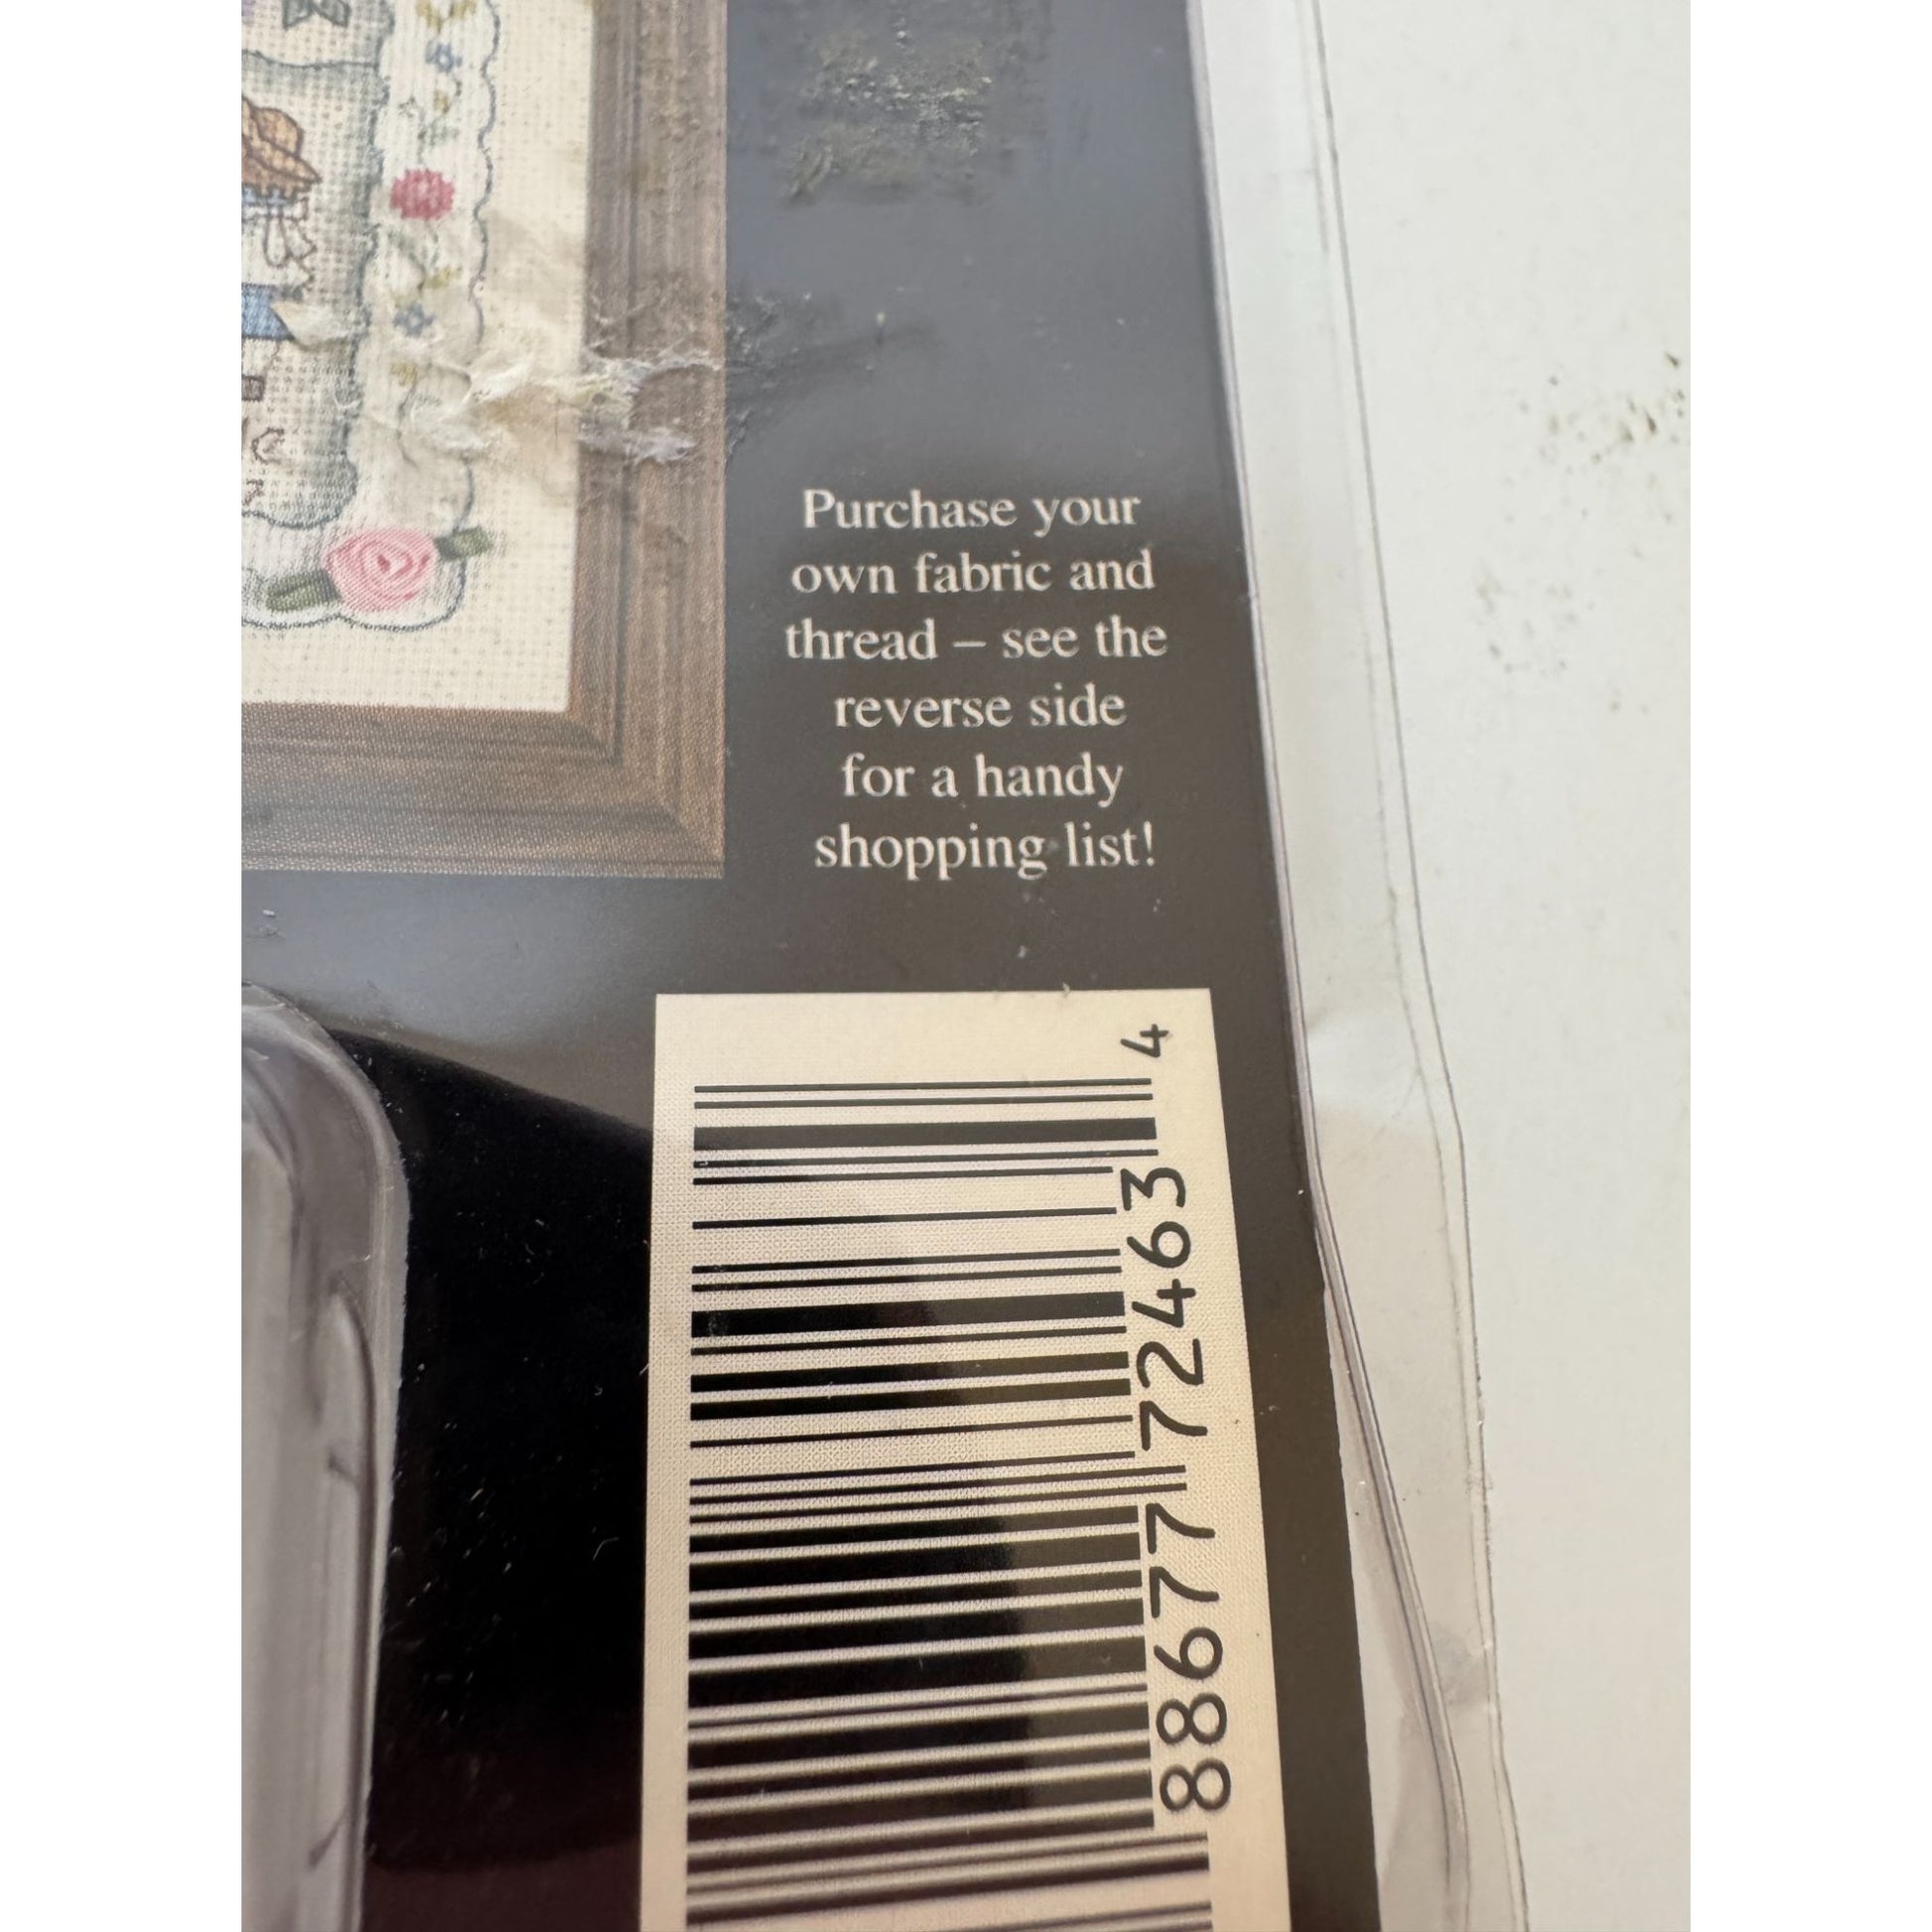 Purchase your
own fabric and
thread – see the
reverse side
for a handy
shopping list!
88677 72463 4